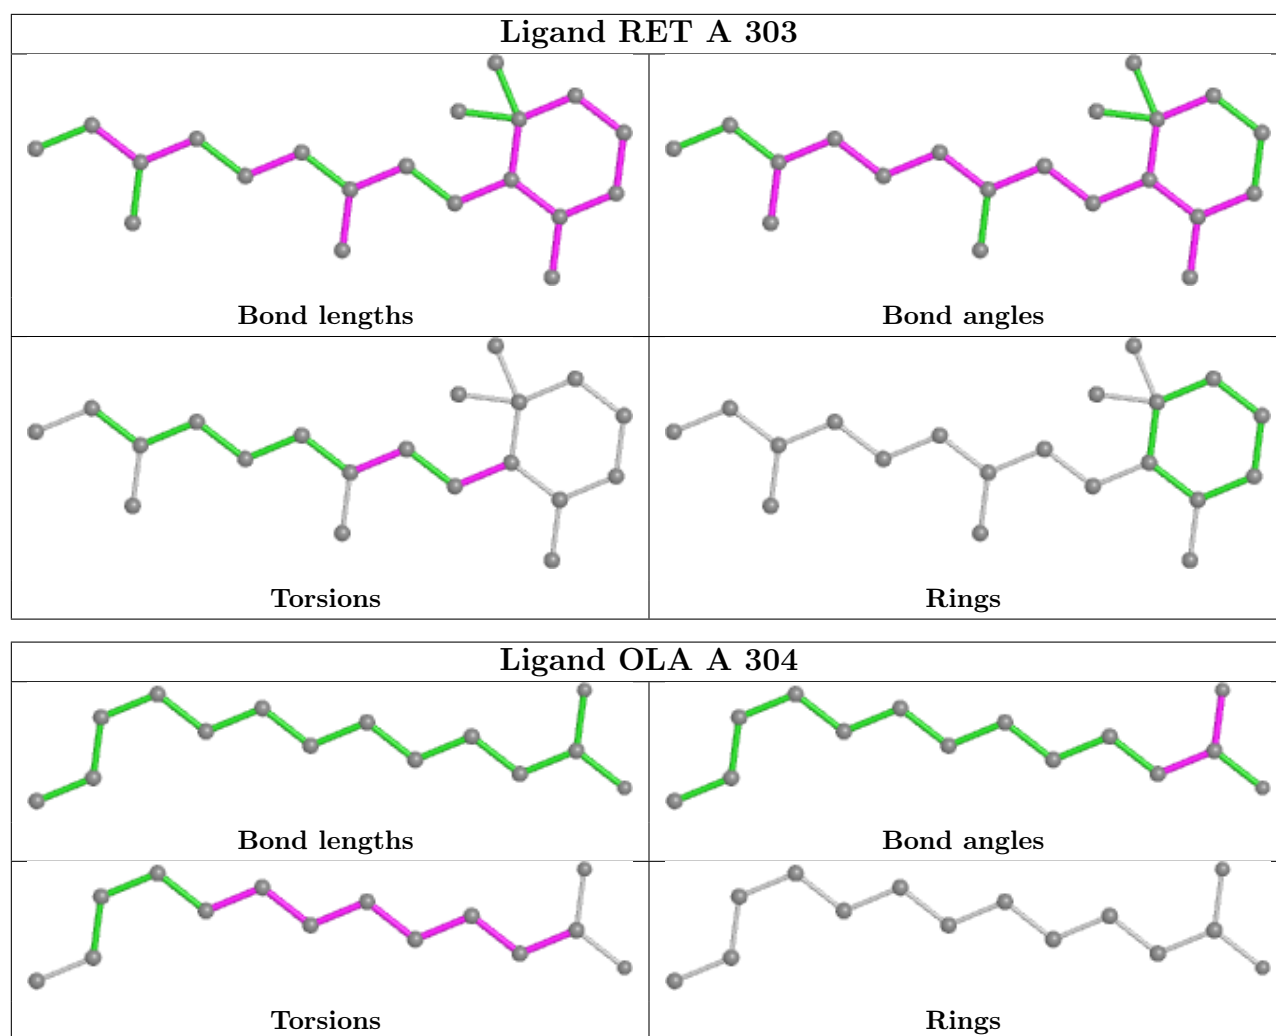 Ligand RET A 303
Bond lengths
Bond angles
Torsions
Rings
Ligand OLA A 304
Bond lengths
Bond angles
Torsions
Rings